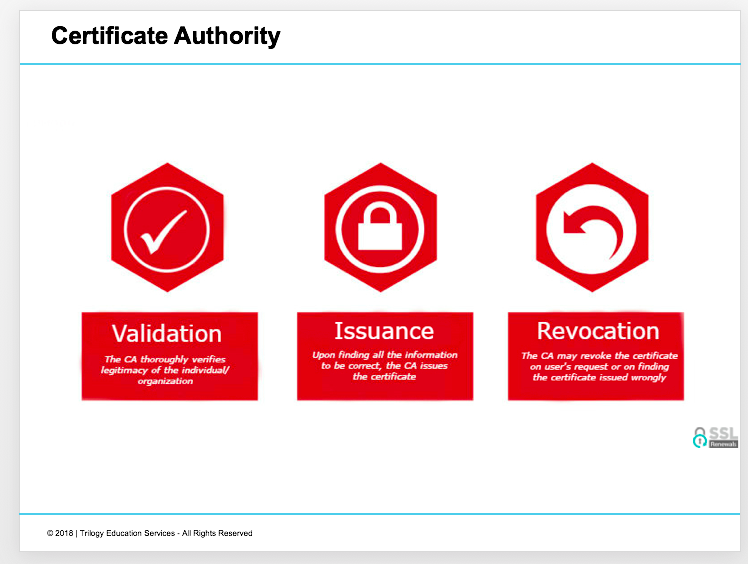 Certificate Authority
Validation
The CA thoroughly verifies
legitimacy of the individual/
organization
Issuance
Upon finding all the information
to be correct, the CA issues
the certificate
Revocation
The CA may revoke the certificate
on user's request or on finding
the certificate issued wrongly
SSL
Renewals
© 2018 | Trilogy Education Services - All Rights Reserved